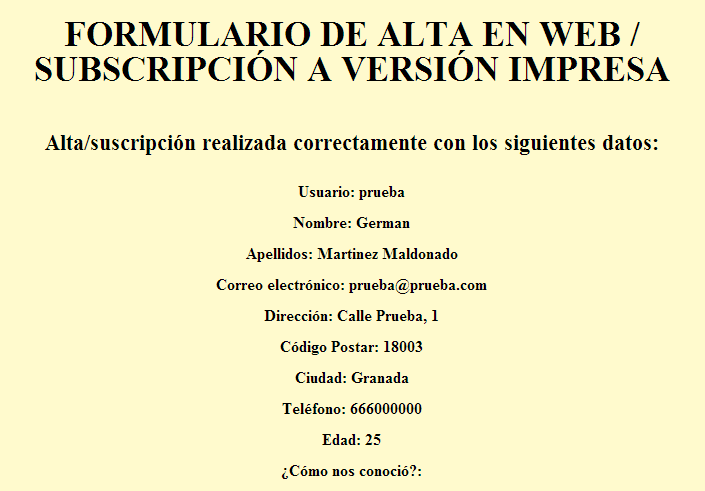 FORMULARIO DE ALTA EN WEB /
SUBSCRIPCIÓN A VERSIÓN IMPRESA
Alta/suscripción realizada correctamente con los siguientes datos:
Usuario: prueba
Nombre: German
Apellidos: Martinez Maldonado
Correo electrónico: prueba@prueba.com
Dirección: Calle Prueba, 1
Código Postar: 18003
Ciudad: Granada
Teléfono: 666000000
Edad: 25
¿Cómo nos conoció?: